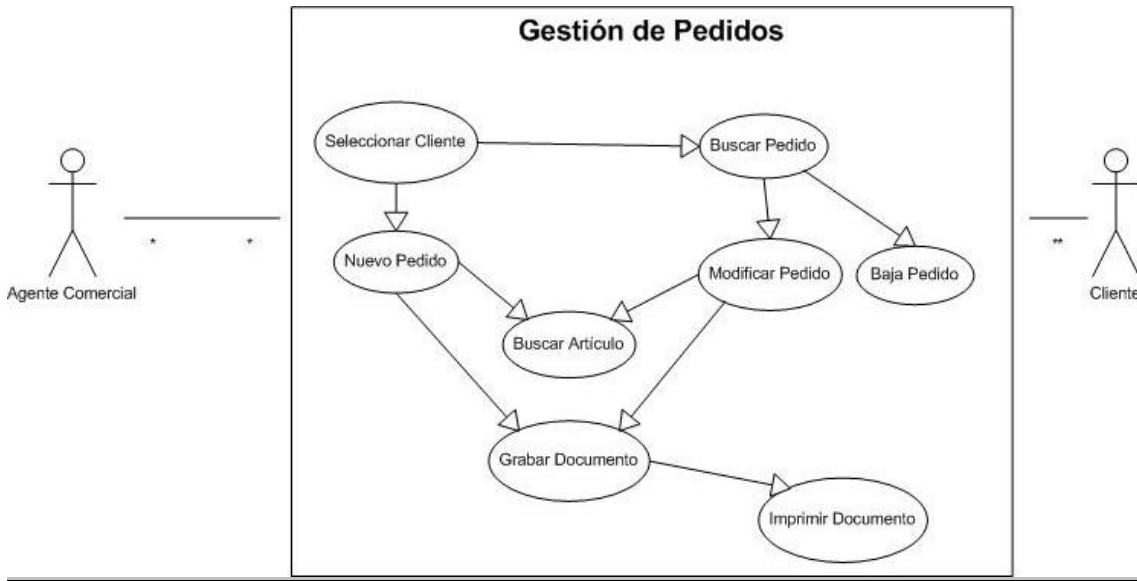 Gestión de Pedidos
Seleccionar Cliente
Buscar Pedido
* *
**
Nuevo Pedido
Modificar Pedido
Baja Pedido
Agente Comercial
Cliente
Buscar Artículo
Grabar Documento
Imprimir Documento